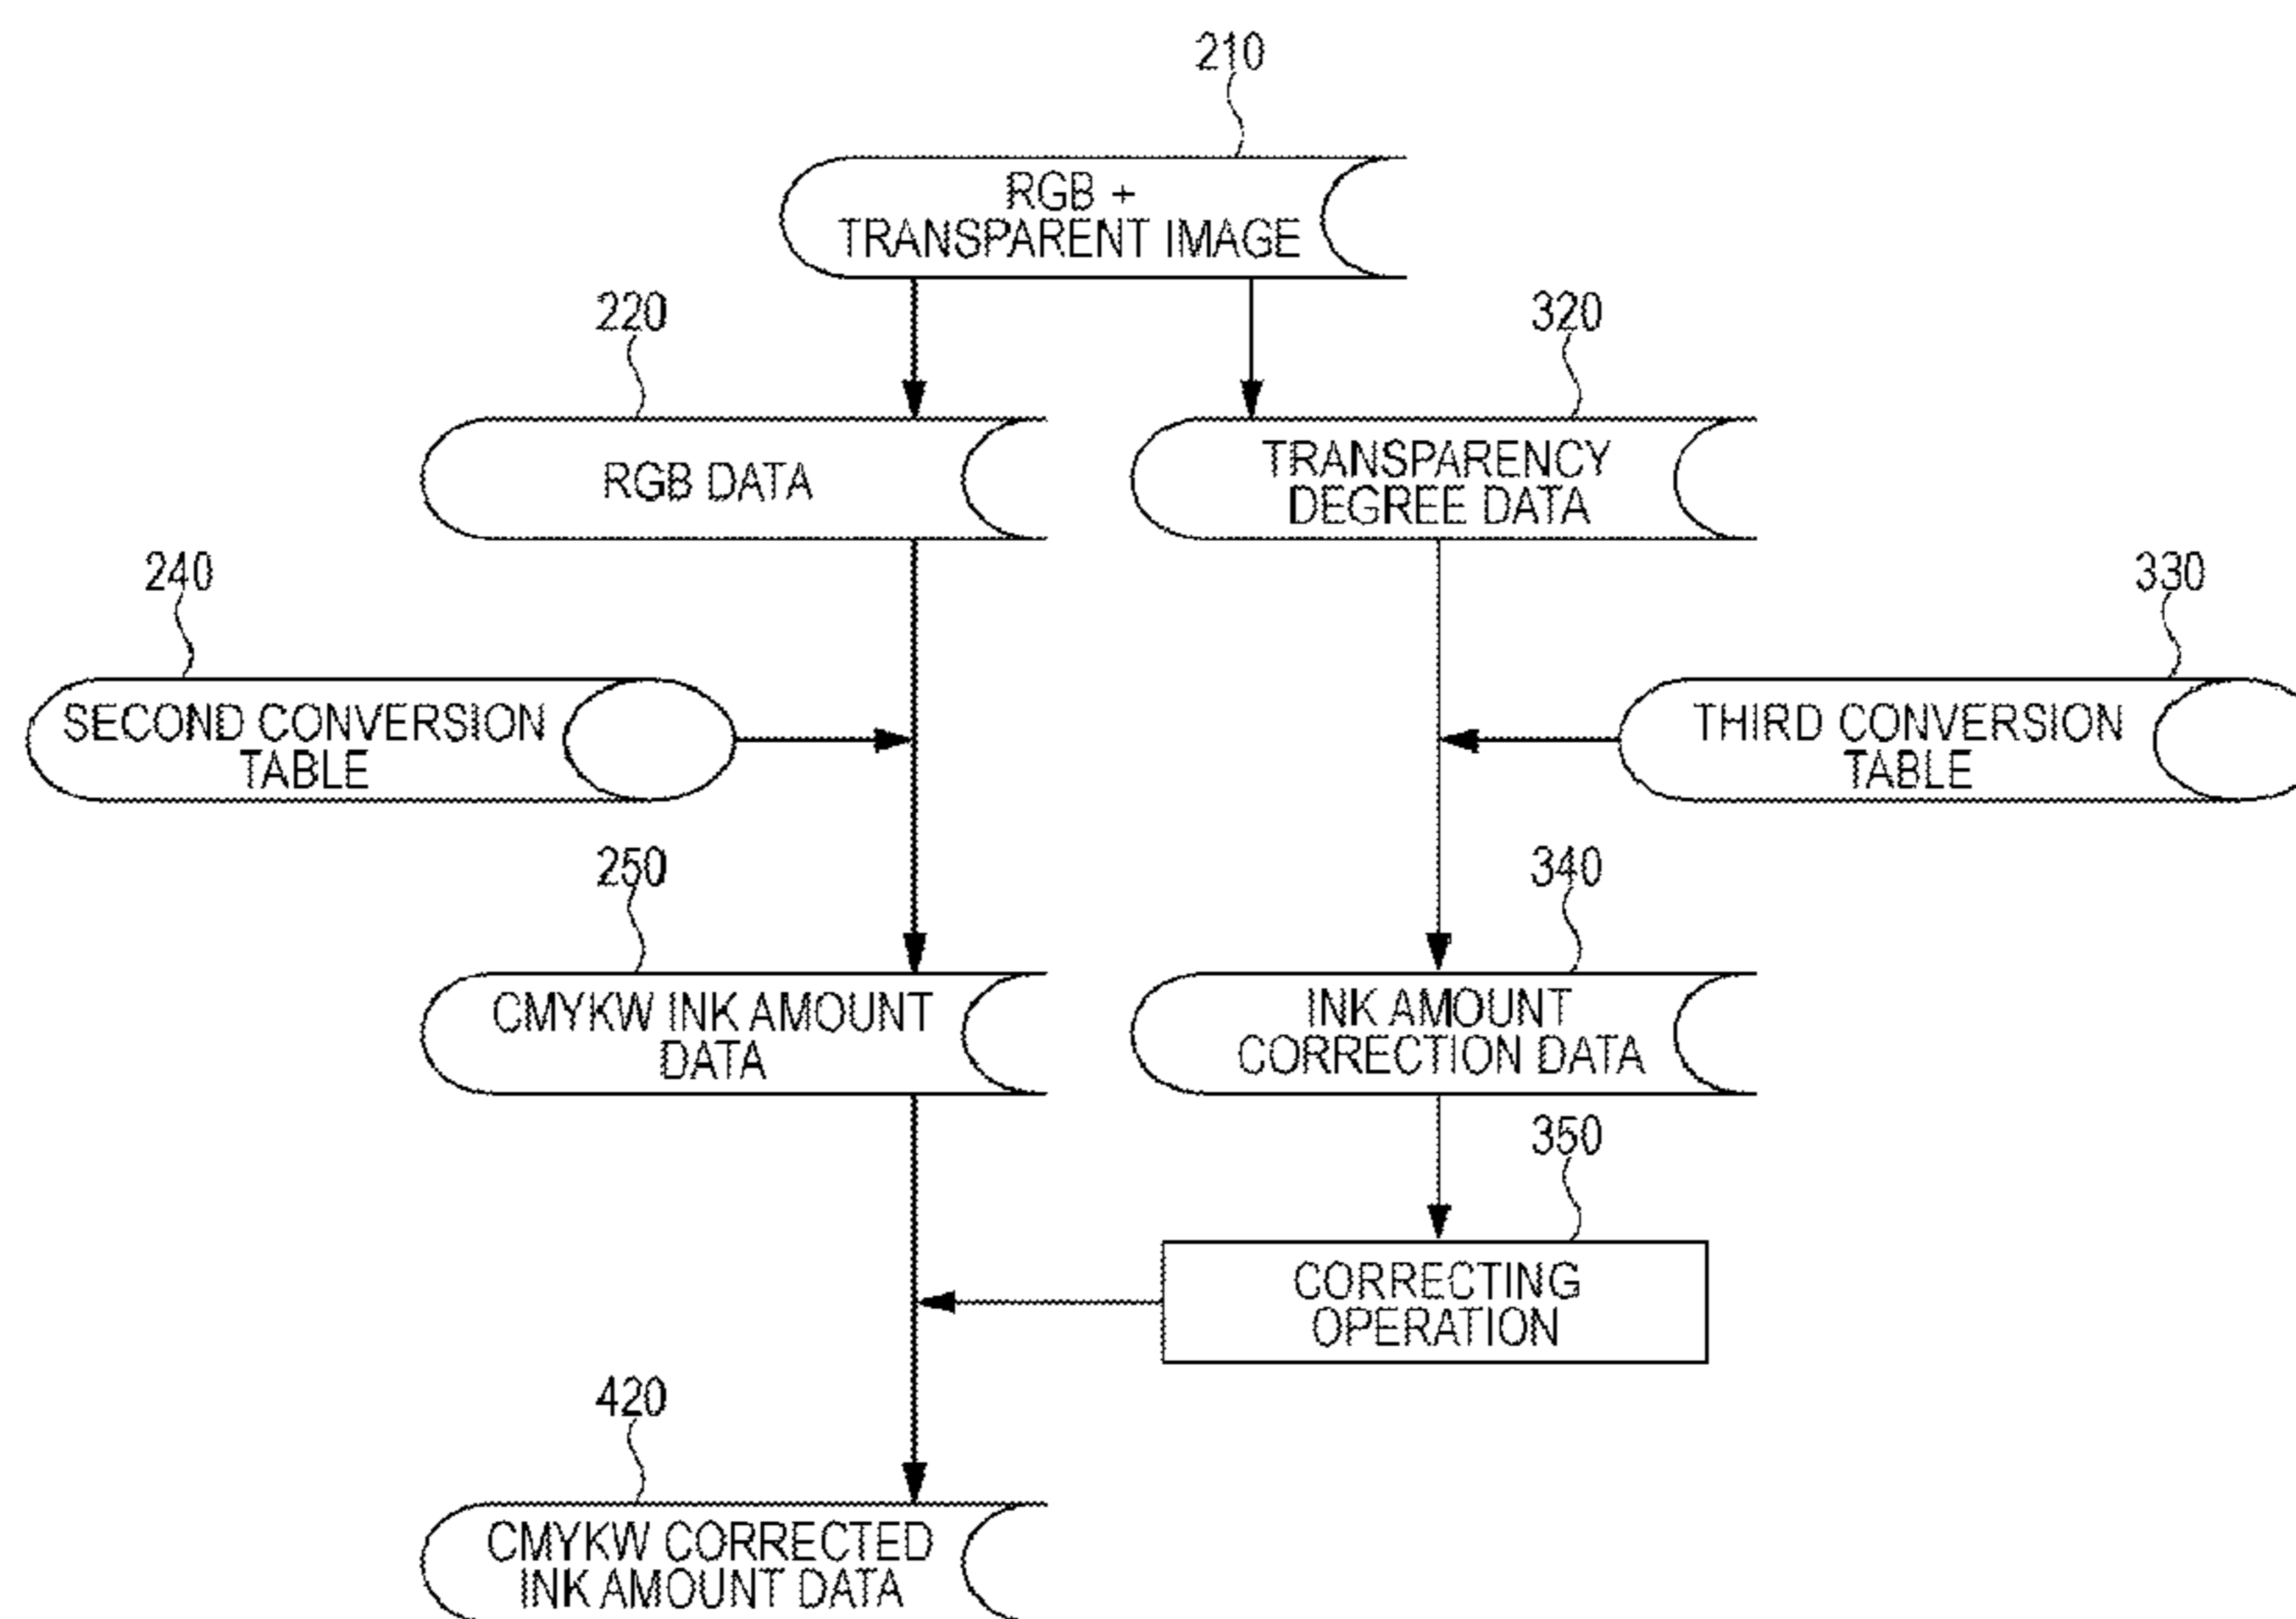 210
RGB +
TRANSPARENT IMAGE
220
320
RGB DATA
TRANSPARENCY
DEGREE DATA
240
330
SECOND CONVERSION
TABLE
THIRD CONVERSION
TABLE
250
340
CMYKW INK AMOUNT
DATA
INK AMOUNT
CORRECTION DATA
350
CORRECTING
OPERATION
420
CMYKW CORRECTED
INK AMOUNT DATA